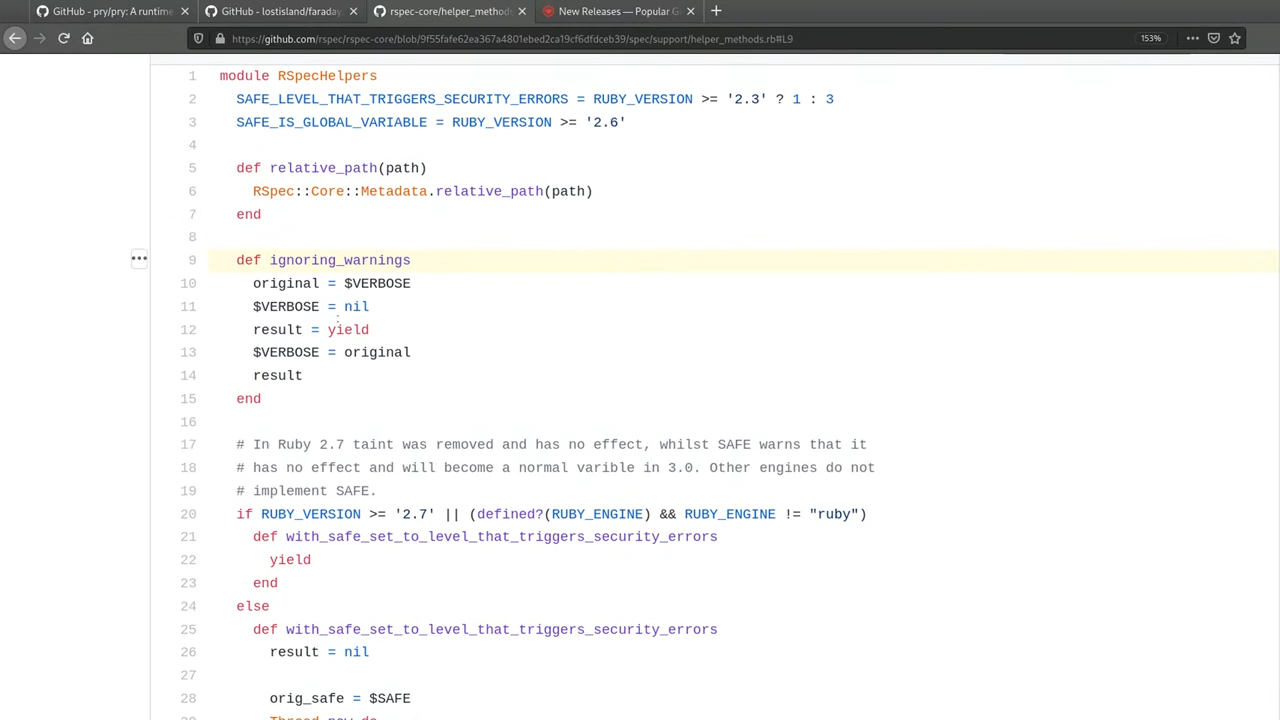 GitHub - pry/pry: A runtime
GitHub - lostisland/faraday
rspec-core/helper_methods
New Releases — Popular G
https://github.com/rspec/rspec-core/blob/9f55fafe62ea367a4801ebed2ca19cf6dfdceb39/spec/support/helper_methods.rb#L9
153%
1 module RSpecHelpers
2 SAFE_LEVEL_THAT_TRIGGERS_SECURITY_ERRORS = RUBY_VERSION >= '2.3' ? 1 : 3
3 SAFE_IS_GLOBAL_VARIABLE = RUBY_VERSION >= '2.6'
4
5 def relative_path(path)
6 RSpec::Core::Metadata.relative_path(path)
7 end
8
9 def ignoring_warnings
10 original = $VERBOSE
11 $VERBOSE = nil
12 result = yield
13 $VERBOSE = original
14 result
15 end
16
17 # In Ruby 2.7 taint was removed and has no effect, whilst SAFE warns that it
18 # has no effect and will become a normal varible in 3.0. Other engines do not
19 # implement SAFE.
20 if RUBY_VERSION >= '2.7' || (defined?(RUBY_ENGINE) && RUBY_ENGINE != "ruby")
21 def with_safe_set_to_level_that_triggers_security_errors
22 yield
23 end
24 else
25 def with_safe_set_to_level_that_triggers_security_errors
26 result = nil
27
28 orig_safe = $SAFE
29 Thread.new do